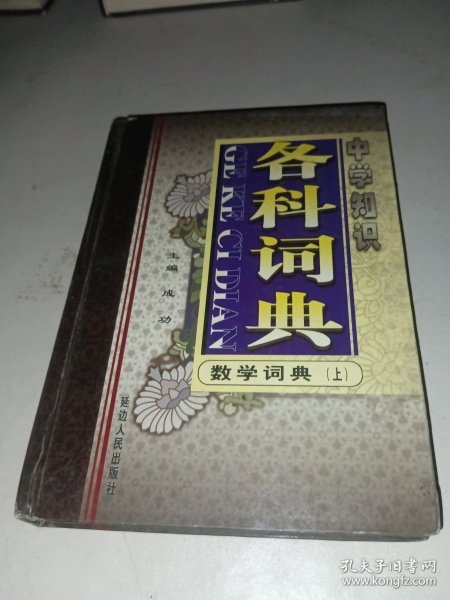 中学知识
各科词典
GE KE CI DIAN
主编 成功
数学词典（上）
延边人民出版社
孔夫子旧书网
www.kongfz.com